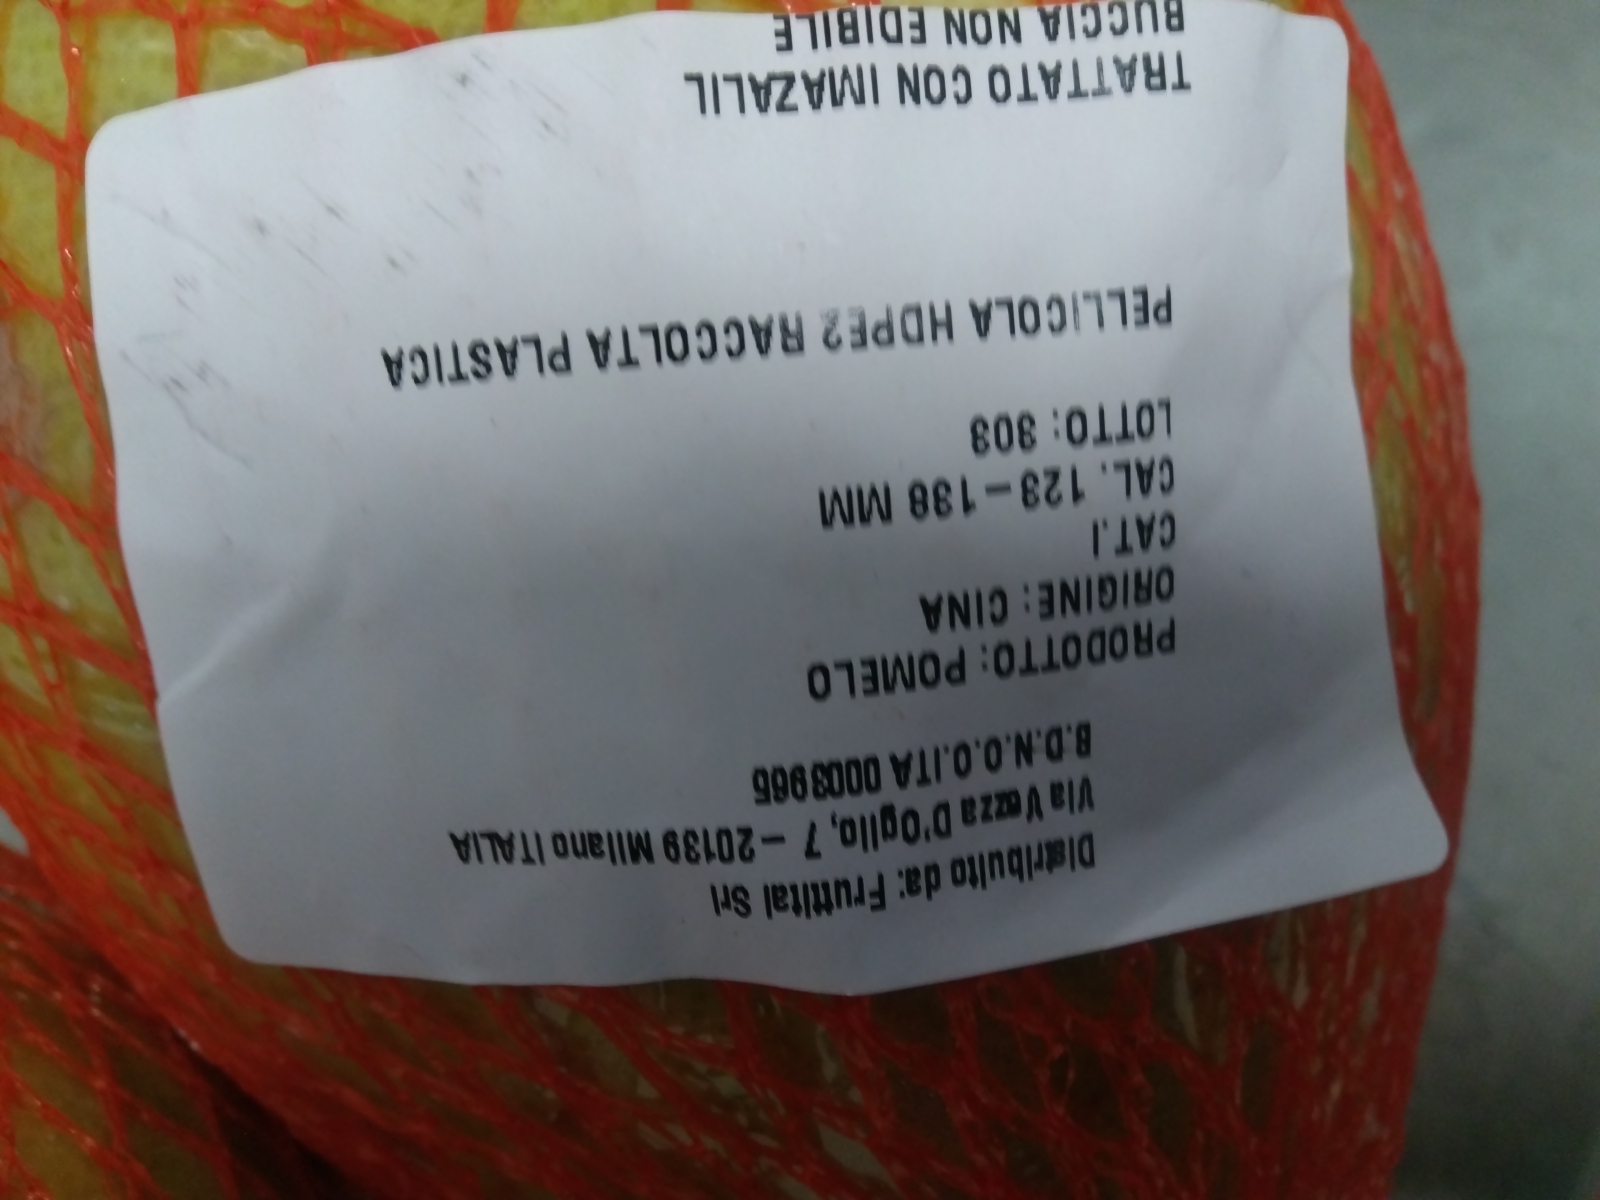 Distribuito da: Fruttital Srl
Via Vezza D'Oglio, 7 - 20139 Milano ITALIA
B.D.N.O.O.ITA 0003965
PRODOTTO: POMELO
ORIGINE: CINA
CAT.I
CAL. 123-138 MM
LOTTO: 303
PELLICOLA HDPE2 RACCOLTA PLASTICA
TRATTATO CON IMAZALIL
BUCCIA NON EDIBILE